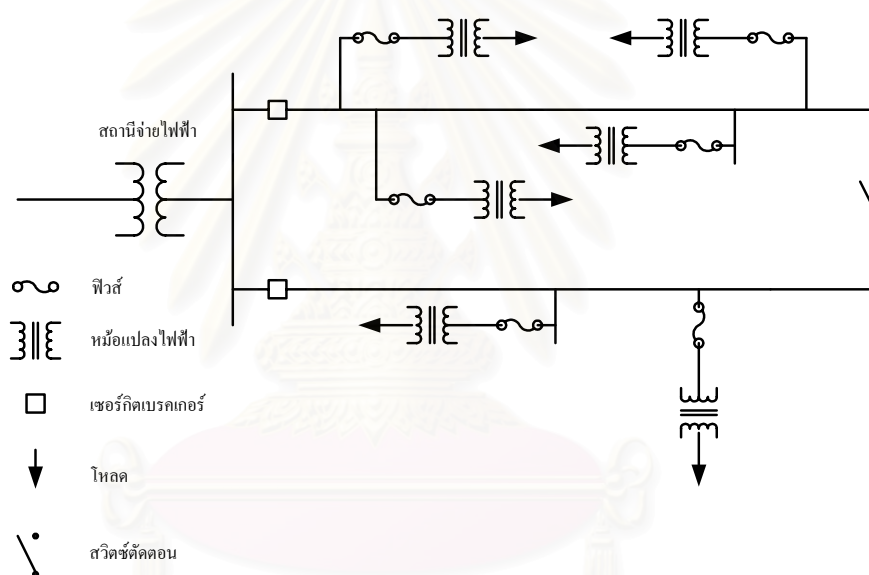 สถานีจ่ายไฟฟ้า
ฟิวส์
หม้อแปลงไฟฟ้า
เซอร์กิตเบรคเกอร์
โหลด
สวิตซ์ตัดตอน